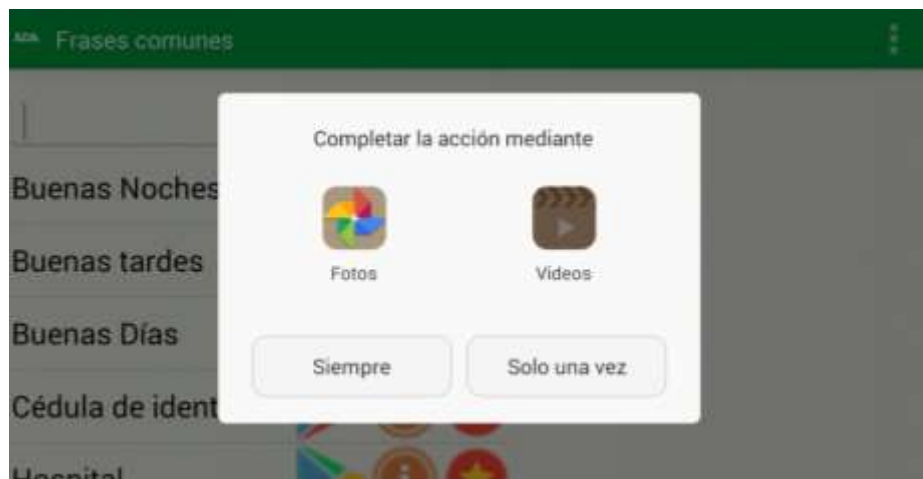 Frases comunes
Completar la acción mediante
Buenas Noches
Fotos
Videos
Buenas tardes
Buenas Días
Siempre
Solo una vez
Cédula de ident
Hospital